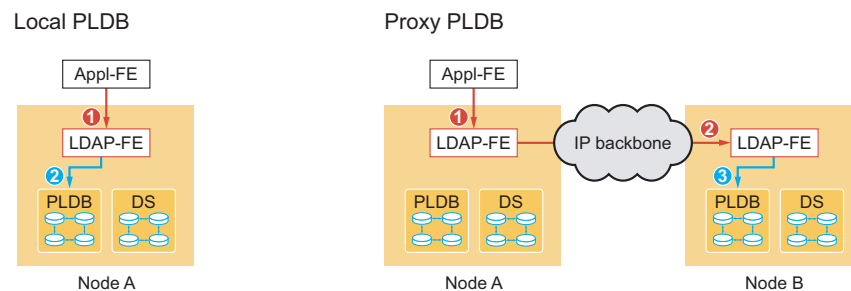 Local PLDB
Appl-FE
1
LDAP-FE
2
PLDB
DS
Node A
Proxy PLDB
Appl-FE
1
LDAP-FE
IP backbone
2
LDAP-FE
3
PLDB
DS
PLDB
DS
Node A
Node B